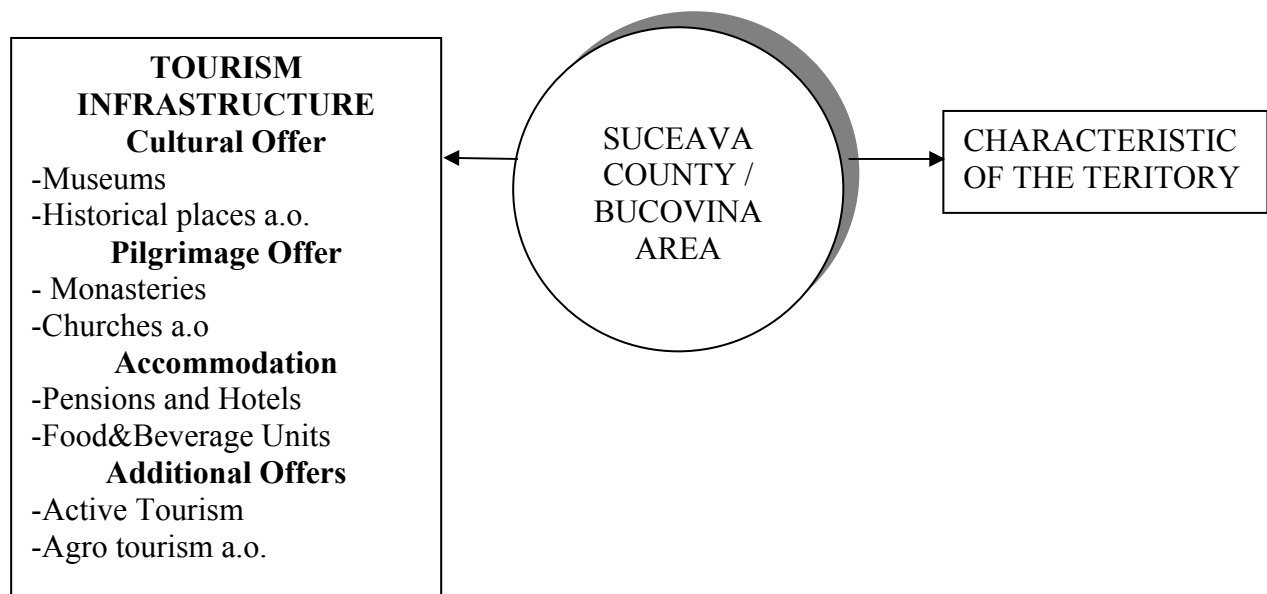 TOURISM
INFRASTRUCTURE
Cultural Offer
-Museums
-Historical places a.o.
Pilgrimage Offer
- Monasteries
-Churches a.o
Accommodation
-Pensions and Hotels
-Food&Beverage Units
Additional Offers
-Active Tourism
-Agro tourism a.o.
SUCEAVA
COUNTY /
BUCOVINA
AREA
CHARACTERISTIC
OF THE TERITORY